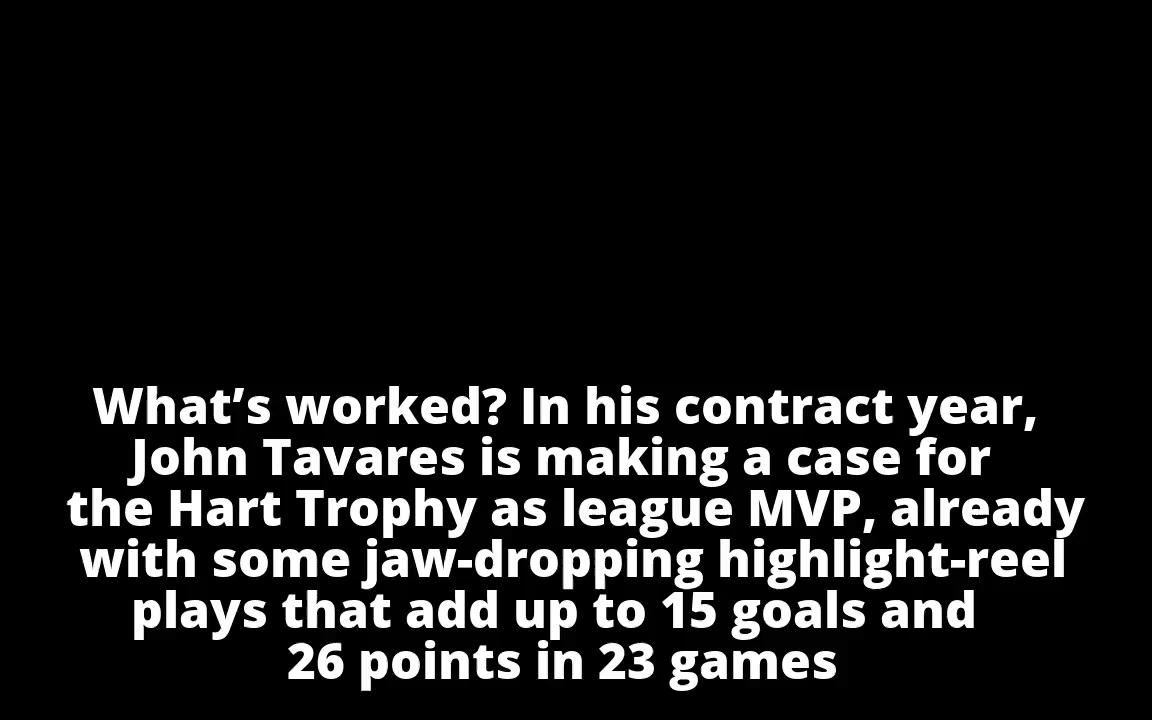 What’s worked? In his contract year,
John Tavares is making a case for
the Hart Trophy as league MVP, already
with some jaw-dropping highlight-reel
plays that add up to 15 goals and
26 points in 23 games